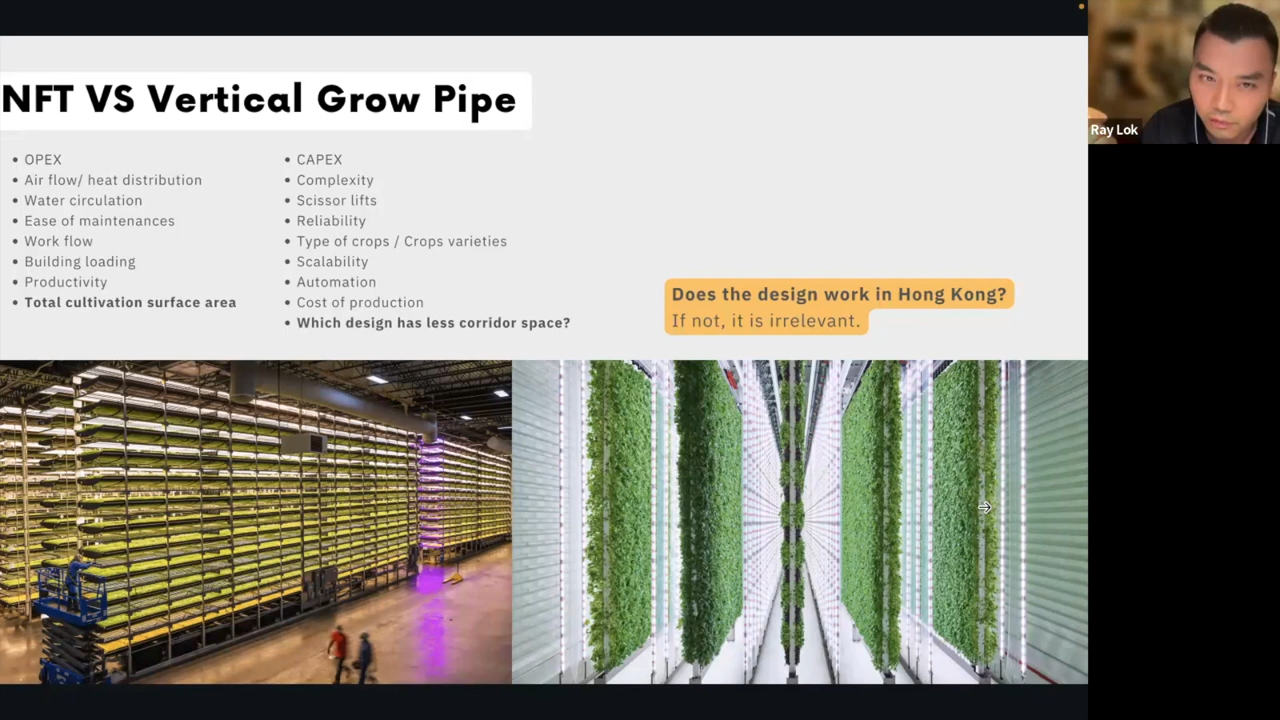 NFT VS Vertical Grow Pipe
• OPEX
• Air flow/ heat distribution
• Water circulation
• Ease of maintenances
• Work flow
• Building loading
• Productivity
• Total cultivation surface area
• CAPEX
• Complexity
• Scissor lifts
• Reliability
• Type of crops / Crops varieties
• Scalability
• Automation
• Cost of production
• Which design has less corridor space?
Does the design work in Hong Kong?
If not, it is irrelevant.
Ray Lok